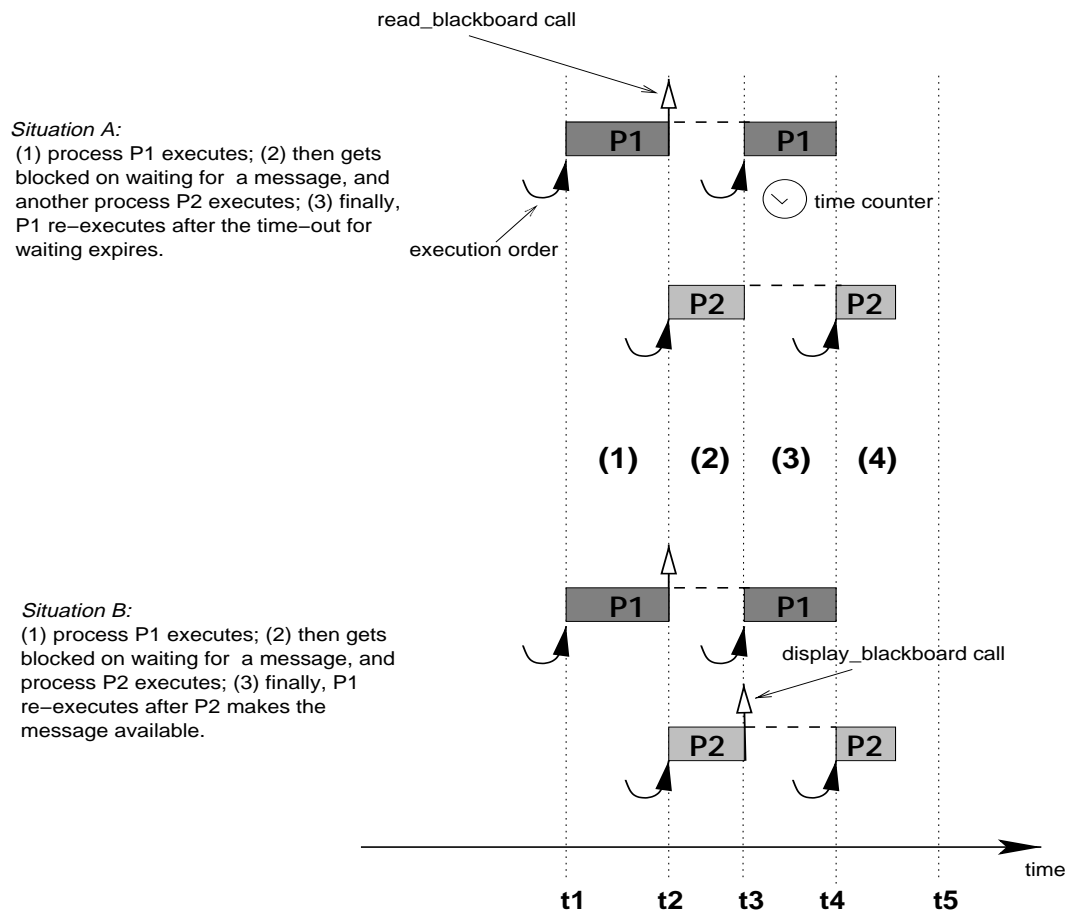 read_blackboard call
Situation A:
(1) process P1 executes; (2) then gets
blocked on waiting for a message, and
another process P2 executes; (3) finally,
P1 re−executes after the time−out for
waiting expires.
P1
P1
time counter
execution order
P2
P2
(1)
(2)
(3)
(4)
Situation B:
(1) process P1 executes; (2) then gets
blocked on waiting for a message, and
process P2 executes; (3) finally, P1
re−executes after P2 makes the
message available.
P1
P1
display_blackboard call
P2
P2
time
t1
t2
t3
t4
t5